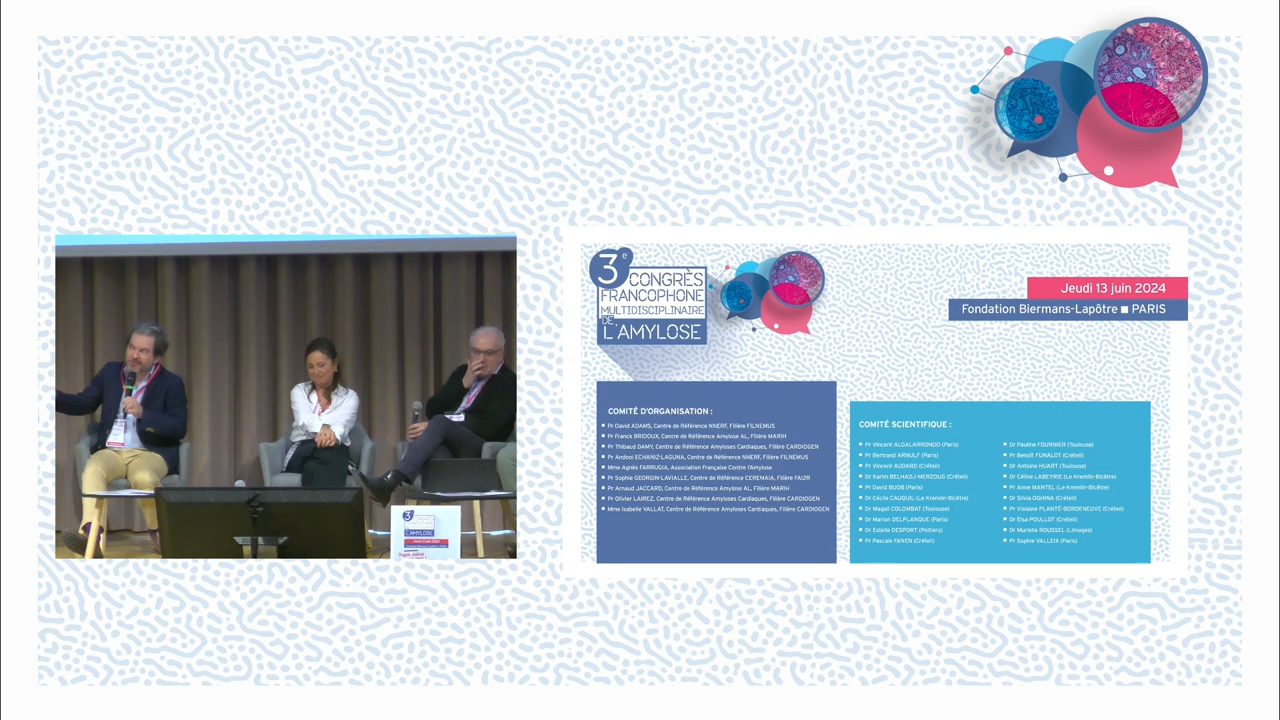 3e
CONGRÈS
FRANCOPHONE
MULTIDISCIPLINAIRE
DE
L'AMYLOSE
Jeudi 13 juin 2024
Fondation Biermans-Lapôtre ■ PARIS
COMITÉ D'ORGANISATION :
Pr David ADAMS, Centre de Référence NNERF, Filière FILNEMUS
Pr Franck BRIDOUX, Centre de Référence Amylose AL, Filière MARIH
Pr Thibaud DAMY, Centre de Référence Amyloses Cardiaques, Filière CARDIOGEN
Pr Andoni ECHANIZ-LAGUNA, Centre de Référence NNERF, Filière FILNEMUS
Mme Agnès FARRUGIA, Association Française Contre l'Amylose
Pr Sophie GEORGIN-LAVIALLE, Centre de Référence CEREMAIA, Filière FAI2R
Pr Arnaud JACCARD, Centre de Référence Amylose AL, Filière MARIH
Pr Olivier LAIREZ, Centre de Référence Amyloses Cardiaques, Filière CARDIOGEN
Mme Isabelle VALLAT, Centre de Référence Amyloses Cardiaques, Filière CARDIOGEN
COMITÉ SCIENTIFIQUE :
Pr Vincent ALGALARRONDO (Paris)
Pr Bertrand ARNULF (Paris)
Pr Vincent AUDARD (Créteil)
Dr Karim BELHADJ-MERZOUG (Créteil)
Pr David BUOB (Paris)
Dr Cécile CAUQUIL (Le Kremlin-Bicêtre)
Dr Magali COLOMBAT (Toulouse)
Dr Marion DELPLANQUE (Paris)
Dr Estelle DESPORT (Poitiers)
Pr Pascale FANEN (Créteil)
Dr Pauline FOURNIER (Toulouse)
Pr Benoît FUNALOT (Créteil)
Dr Antoine HUART (Toulouse)
Dr Céline LABEYRIE (Le Kremlin-Bicêtre)
Pr Anne MANTEL (Le Kremlin-Bicêtre)
Dr Silvia OGHINA (Créteil)
Pr Violaine PLANTÉ-BORDENEUVE (Créteil)
Dr Elsa POULLOT (Créteil)
Dr Murielle ROUSSEL (Limoges)
Pr Sophie VALLEIX (Paris)
3e
L'AMYLOSE